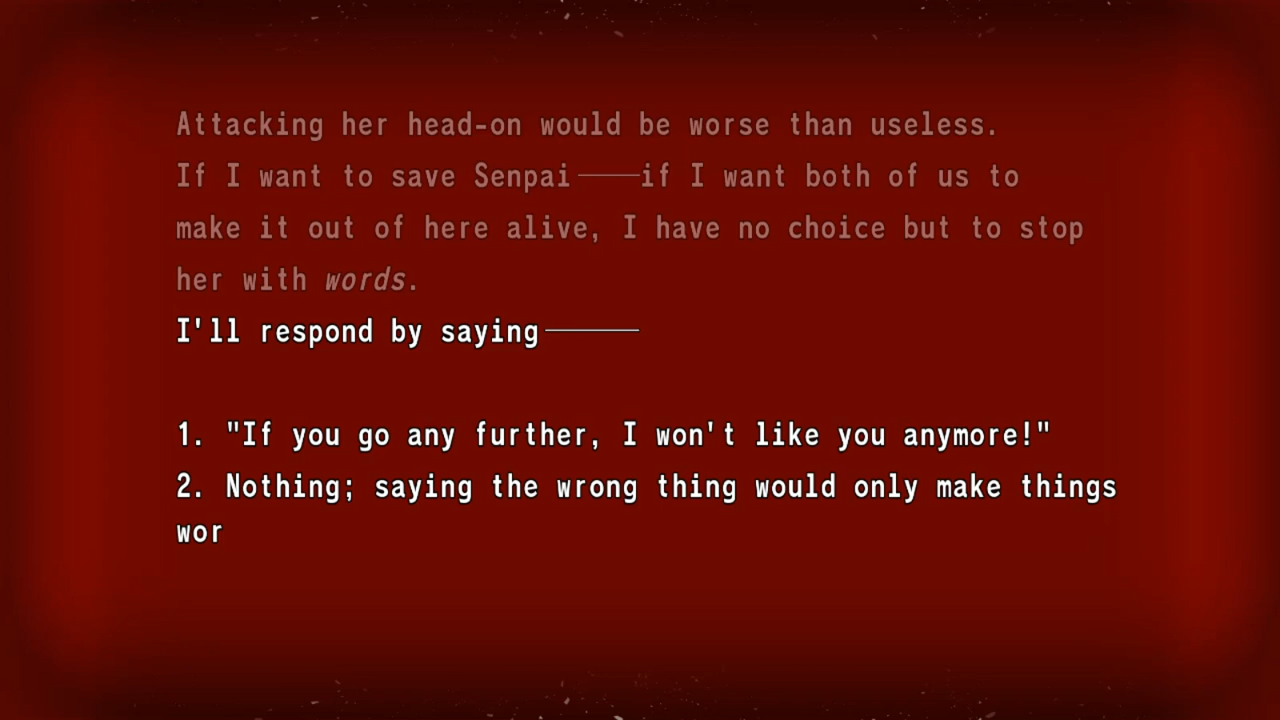 Attacking her head-on would be worse than useless.
If I want to save Senpai——if I want both of us to
make it out of here alive, I have no choice but to stop
her with words.
I'll respond by saying———
1. "If you go any further, I won't like you anymore!"
2. Nothing; saying the wrong thing would only make things
wor